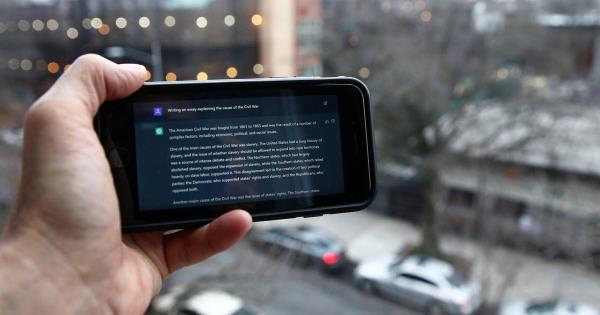 Writing an essay explaining the cause of the Civil War
The American Civil War was fought from 1861 to 1865 and was the result of a number of
complex factors, including economic, political, and social issues.
One of the main causes of the Civil War was slavery. The United States had a long history of
slavery, and the issue of whether slavery should be allowed to expand into new territories
was a source of intense debate and conflict. The Northern states, which had largely
abolished slavery, opposed the expansion of slavery, while the Southern states, which relied
heavily on slave labor, supported it. This disagreement led to the creation of two political
parties: the Democrats, who supported states' rights and slavery, and the Republicans, who
opposed both.
Another major cause of the Civil War was the issue of states' rights. The Southern states